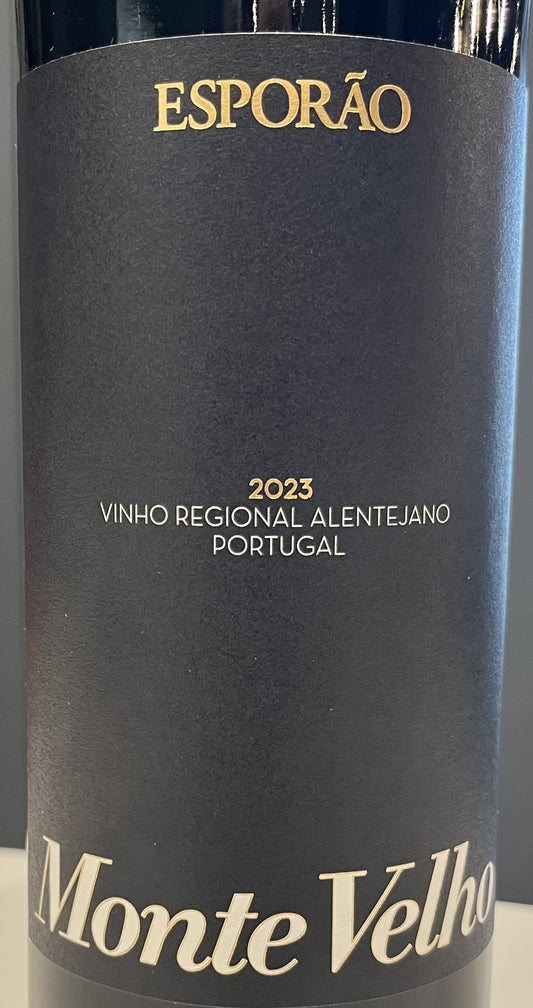 ESPORÃO
2023
VINHO REGIONAL ALENTEJANO
PORTUGAL
Monte Velho